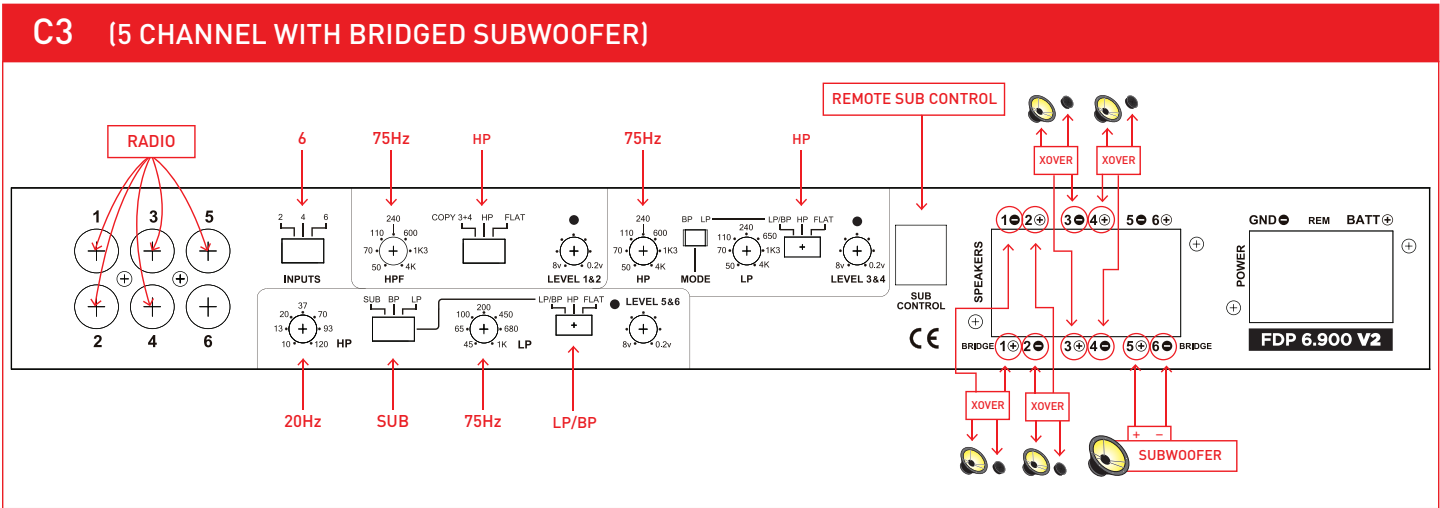 C3 (5 CHANNEL WITH BRIDGED SUBWOOFER)
REMOTE SUB CONTROL
RADIO
6
75Hz
HP
75Hz
HP
XOVER
XOVER
1 3 5
2 4 6
INPUTS
2 4 6
50 70 110 240 600 1K3 4K
HPF
COPY 3+4 HP FLAT
8v 0.2v
LEVEL 1&2
50 70 110 240 600 1K3 4K
HP
BP LP
MODE
50 70 110 240 650 1K3 4K
LP
LP/BP HP FLAT
+
8v 0.2v
LEVEL 3&4
SUB
CONTROL
CE
SPEAKERS
1⊖ 2⊕ 3⊖ 4⊕ 5⊖ 6⊕
BRIDGE 1⊕ 2⊖ 3⊕ 4⊖ 5⊕ 6⊖ BRIDGE
POWER
GND⊖ REM BATT⊕
FDP 6.900 V2
10 13 20 37 70 93 120
HP
SUB BP LP
45 65 100 200 450 680 1K
LP
LP/BP HP FLAT
+
LEVEL 5&6
8v 0.2v
20Hz
SUB
75Hz
LP/BP
XOVER
XOVER
+ −
SUBWOOFER